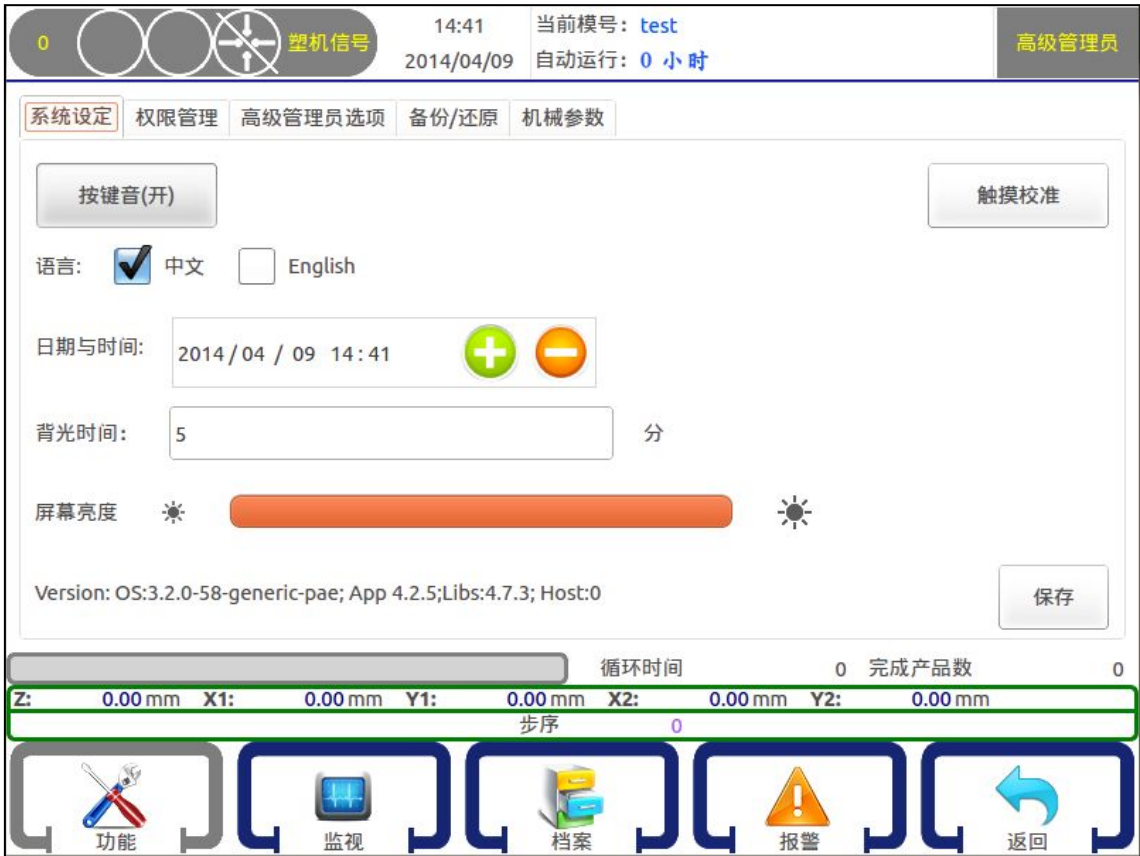 0 塑机信号 14:41 当前模号: test 高级管理员
2014/04/09 自动运行: 0 小时
系统设定 权限管理 高级管理员选项 备份/还原 机械参数
按键音(开) 触摸校准
语言: 中文 English
日期与时间: 2014/04 / 09 14:41
背光时间: 5 分
屏幕亮度
Version: OS:3.2.0-58-generic-pae; App 4.2.5;Libs:4.7.3; Host:0
保存
循环时间 0 完成产品数 0
Z: 0.00 mm X1: 0.00 mm Y1: 0.00 mm X2: 0.00 mm Y2: 0.00 mm
步序 0
功能 监视 档案 报警 返回